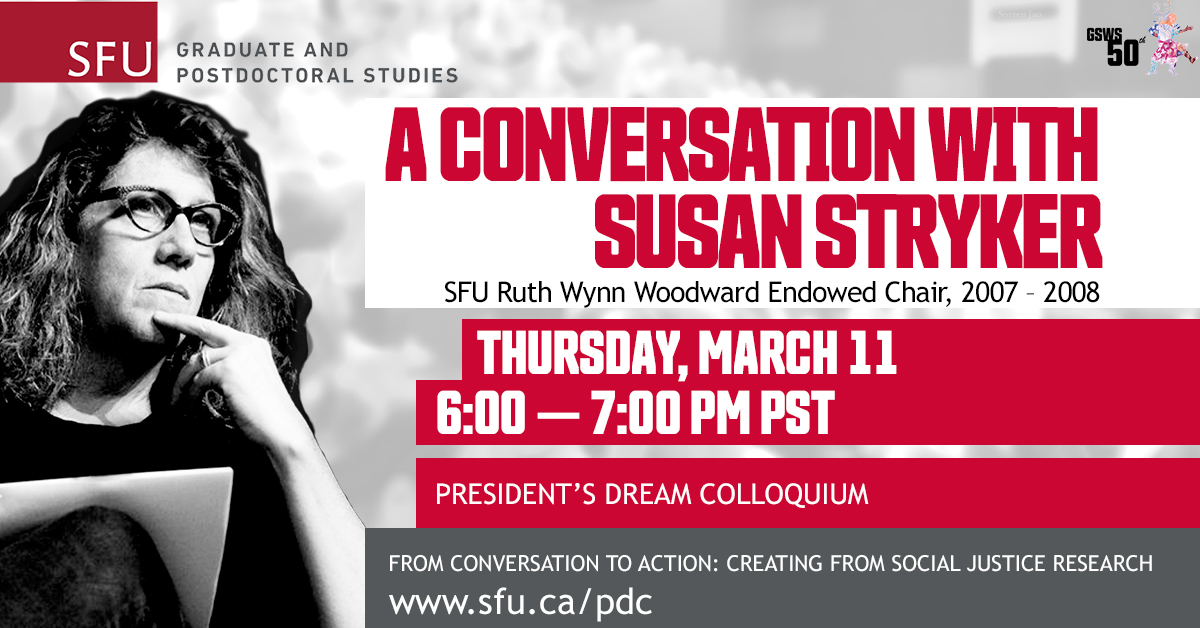 SFU
GRADUATE AND
POSTDOCTORAL STUDIES
GSWS
50th
A CONVERSATION WITH
SUSAN STRYKER
SFU Ruth Wynn Woodward Endowed Chair, 2007 - 2008
THURSDAY, MARCH 11
6:00 — 7:00 PM PST
PRESIDENT'S DREAM COLLOQUIUM
FROM CONVERSATION TO ACTION: CREATING FROM SOCIAL JUSTICE RESEARCH
www.sfu.ca/pdc